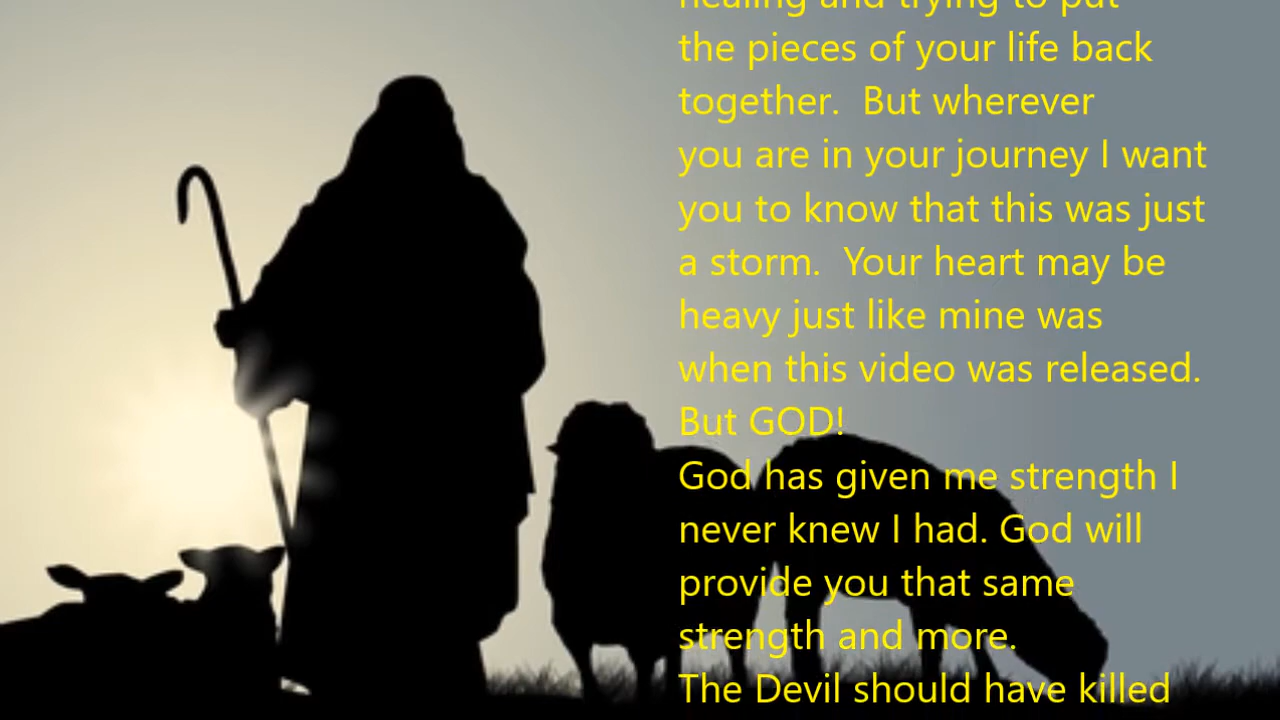 healing and trying to put
the pieces of your life back
together.  But wherever
you are in your journey I want
you to know that this was just
a storm.  Your heart may be
heavy just like mine was
when this video was released.
But GOD!
God has given me strength I
never knew I had. God will
provide you that same
strength and more.
The Devil should have killed